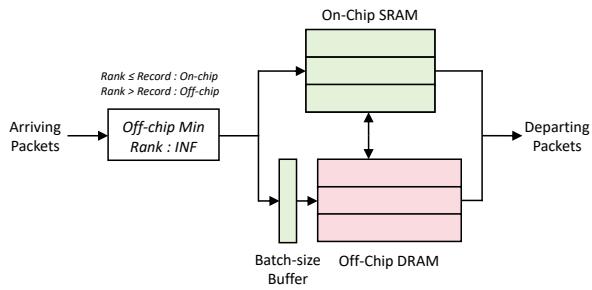 On-Chip SRAM
Rank ≤ Record : On-chip
Rank > Record : Off-chip
Arriving
Packets
Off-chip Min
Rank : INF
Departing
Packets
Batch-size
Buffer
Off-Chip DRAM